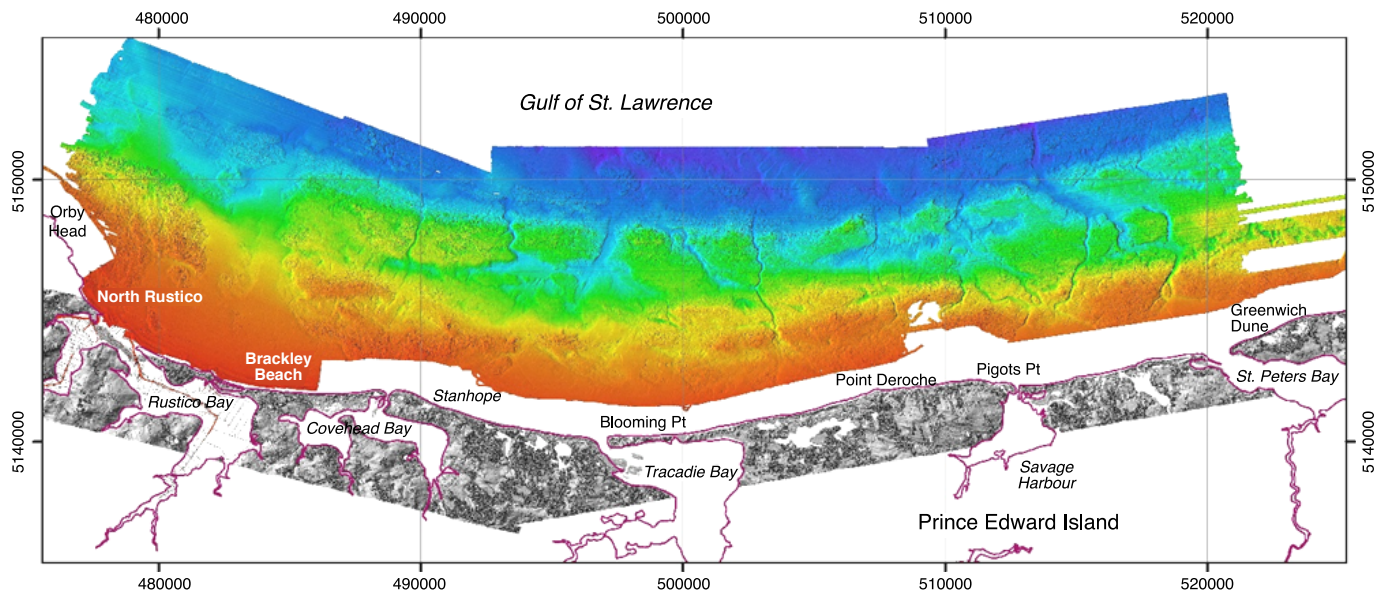 480000
490000
500000
510000
520000
Gulf of St. Lawrence
5150000
5150000
Orby
Head
North Rustico
Greenwich
Dune
Brackley
Beach
Pigots Pt
Point Deroche
St. Peters Bay
Stanhope
Rustico Bay
Blooming Pt
Covehead Bay
5140000
5140000
Tracadie Bay
Savage
Harbour
Prince Edward Island
480000
490000
500000
510000
520000